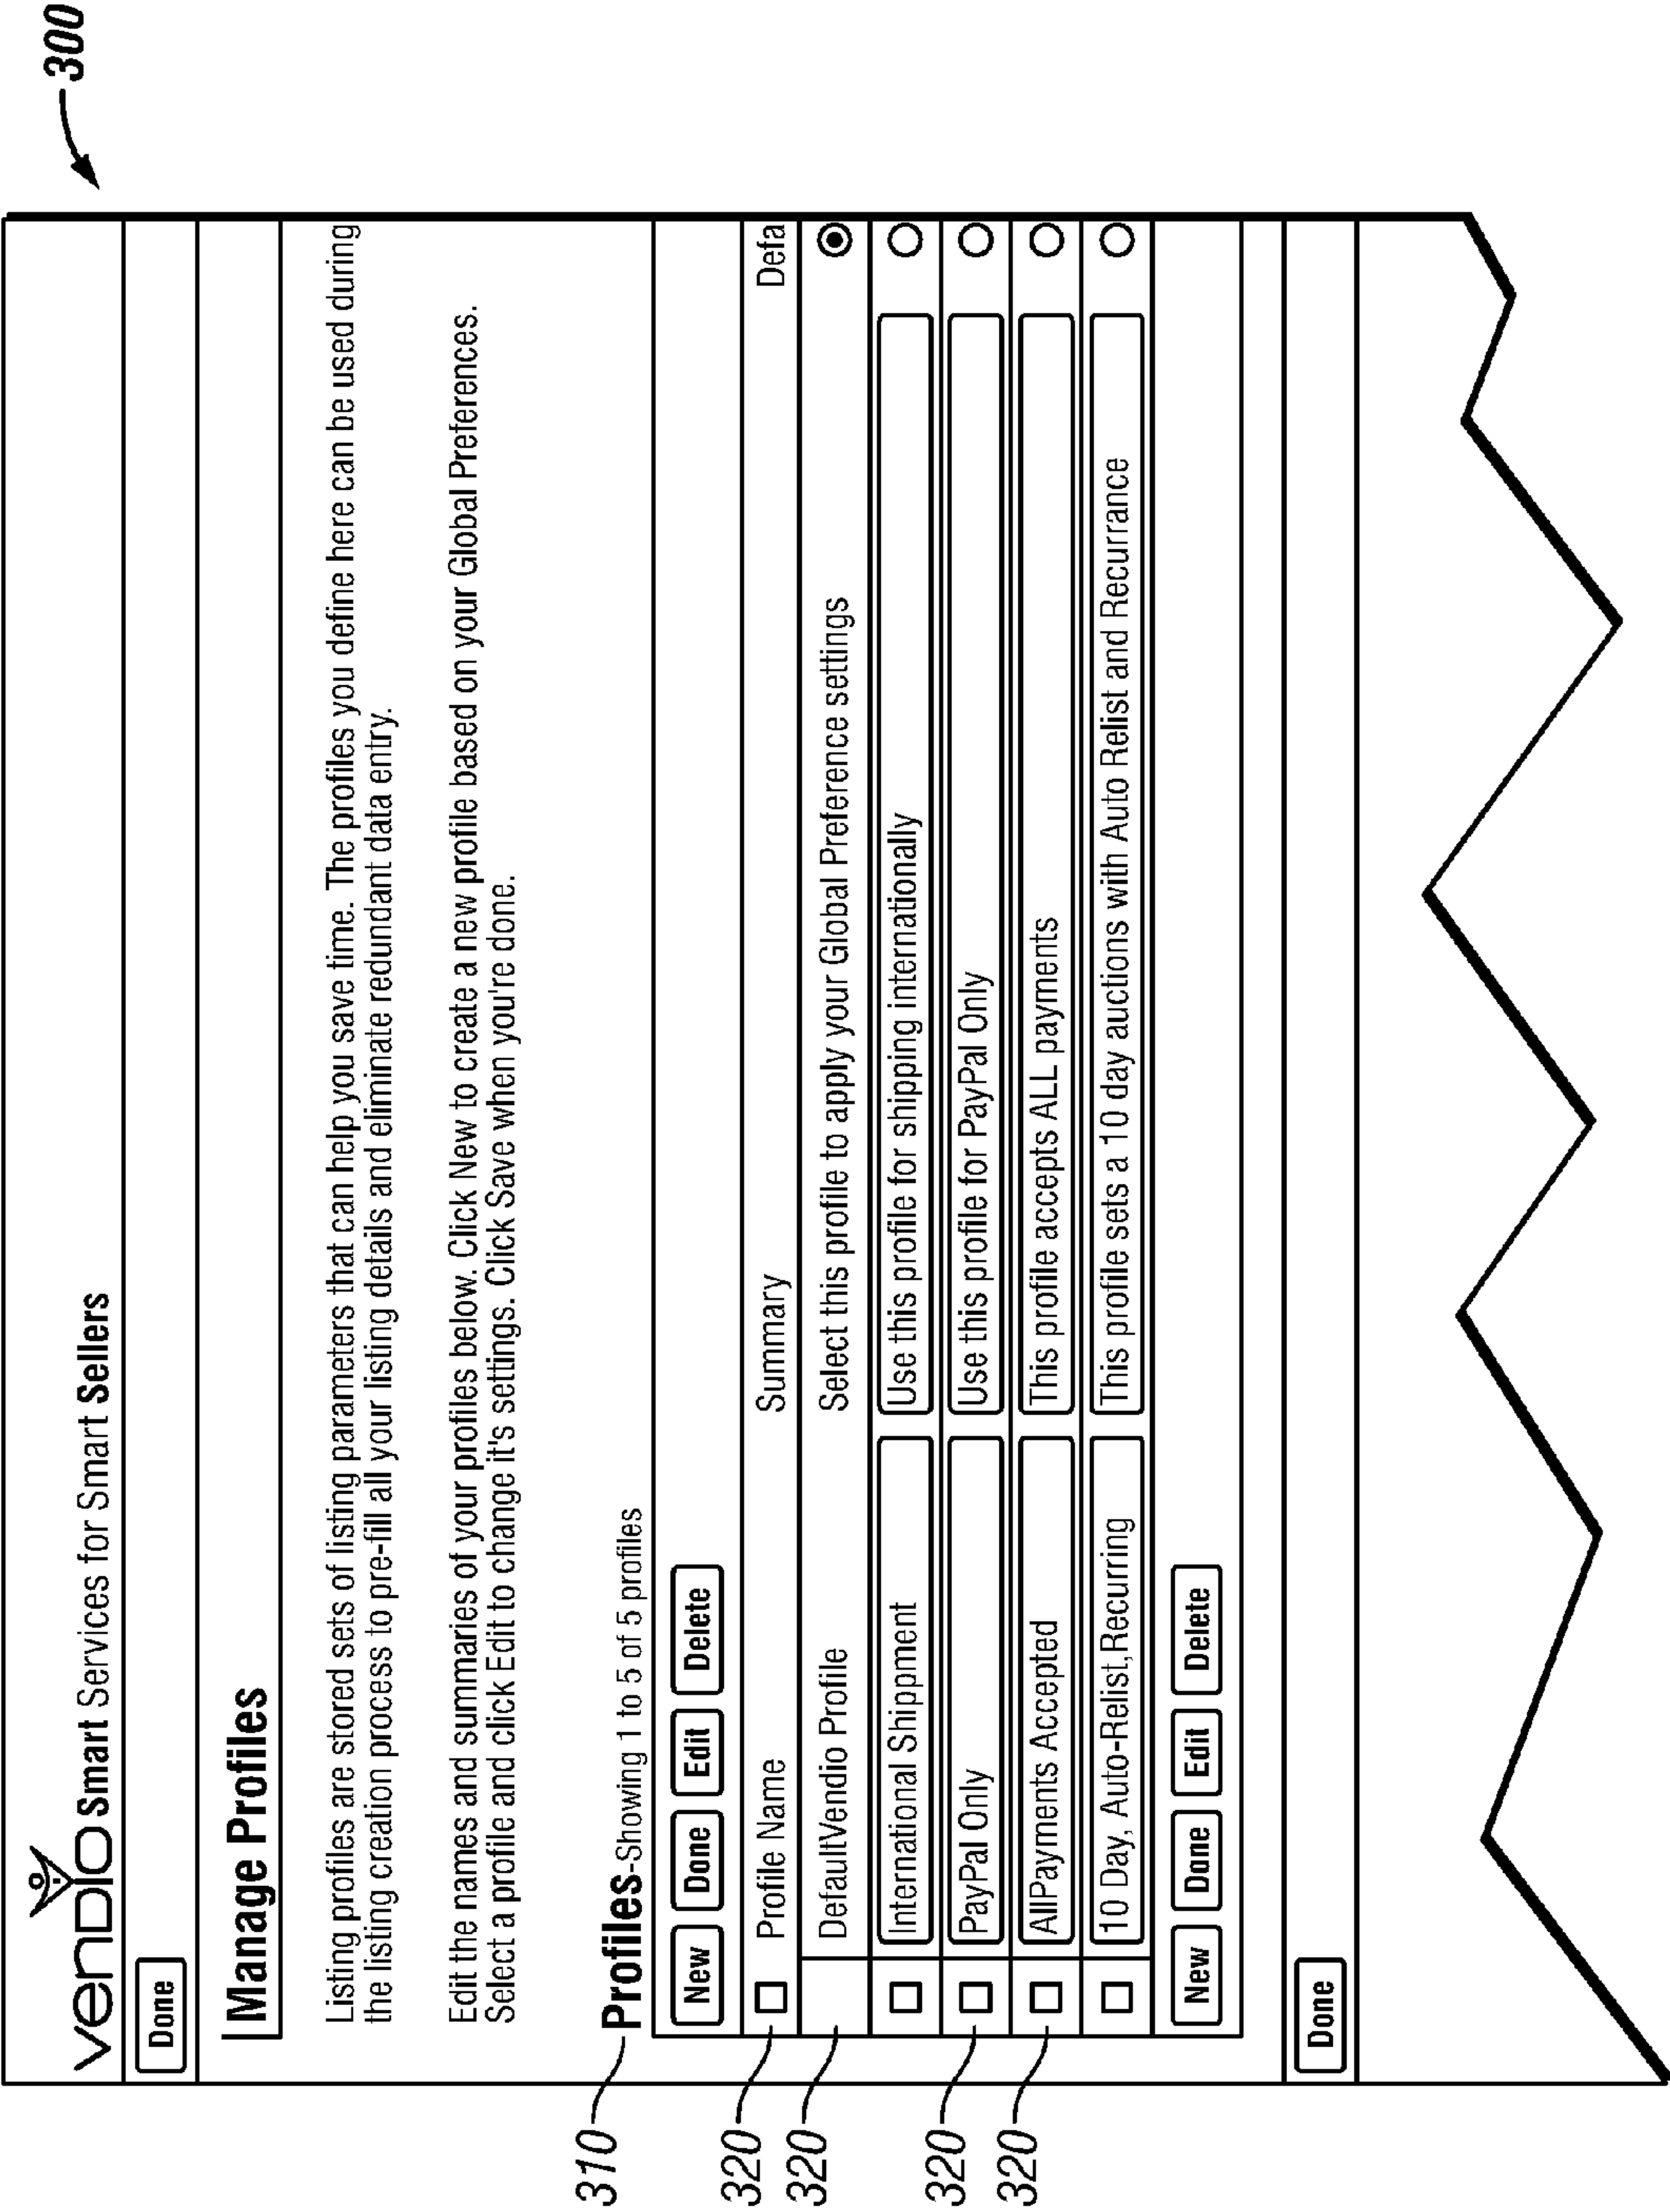 300
venDIO Smart Services for Smart Sellers
Done
Manage Profiles
Listing profiles are stored sets of listing parameters that can help you save time. The profiles you define here can be used during
the listing creation process to pre-fill all your listing details and eliminate redundant data entry.
Edit the names and summaries of your profiles below. Click New to create a new profile based on your Global Preferences.
Select a profile and click Edit to change it's settings. Click Save when you're done.
310 Profiles-Showing 1 to 5 of 5 profiles
New Done Edit Delete
320 Profile Name Summary Defa
320 DefaultVendio Profile Select this profile to apply your Global Preference settings
International Shippment Use this profile for shipping internationally
320 PayPal Only Use this profile for PayPal Only
320 AllPayments Accepted This profile accepts ALL payments
10 Day, Auto-Relist,Recurring This profile sets a 10 day auctions with Auto Relist and Recurrance
New Done Edit Delete
Done